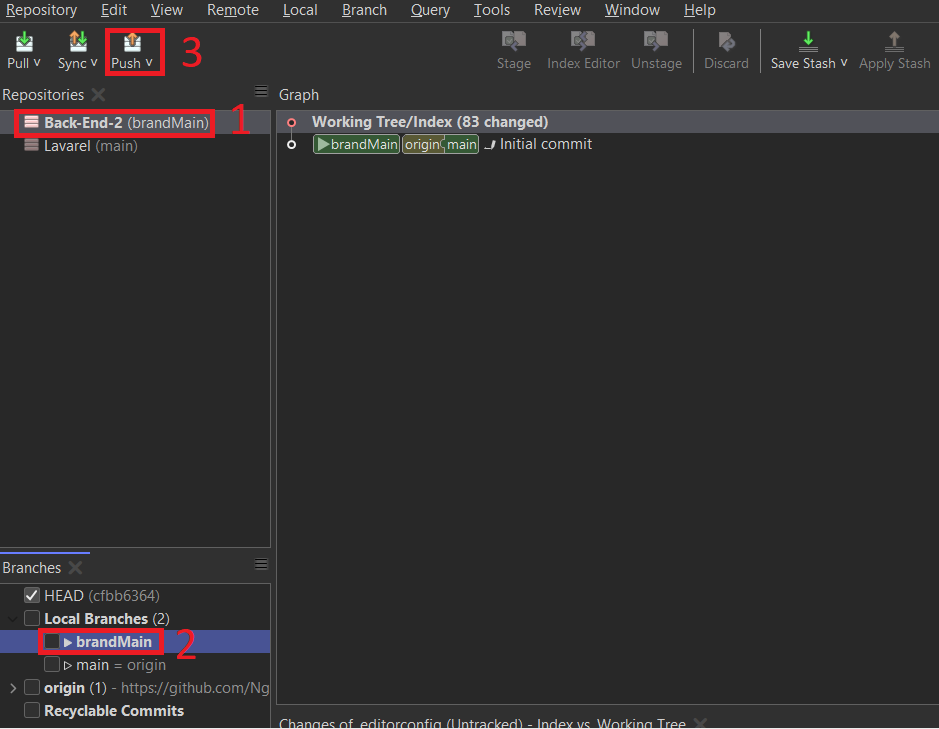 Repository Edit View Remote Local Branch Query Tools Review Window Help
Pull Sync Push 3 Stage Index Editor Unstage Discard Save Stash Apply Stash
Repositories
Back-End-2 (brandMain) 1
Lavarel (main)
Graph
Working Tree/Index (83 changed)
brandMain origin main Initial commit
Branches
HEAD (cfbb6364)
Local Branches (2)
brandMain 2
main = origin
origin (1) - https://github.com/Ng
Recyclable Commits
Changes of .editorconfig (Untracked) - Index vs. Working Tree